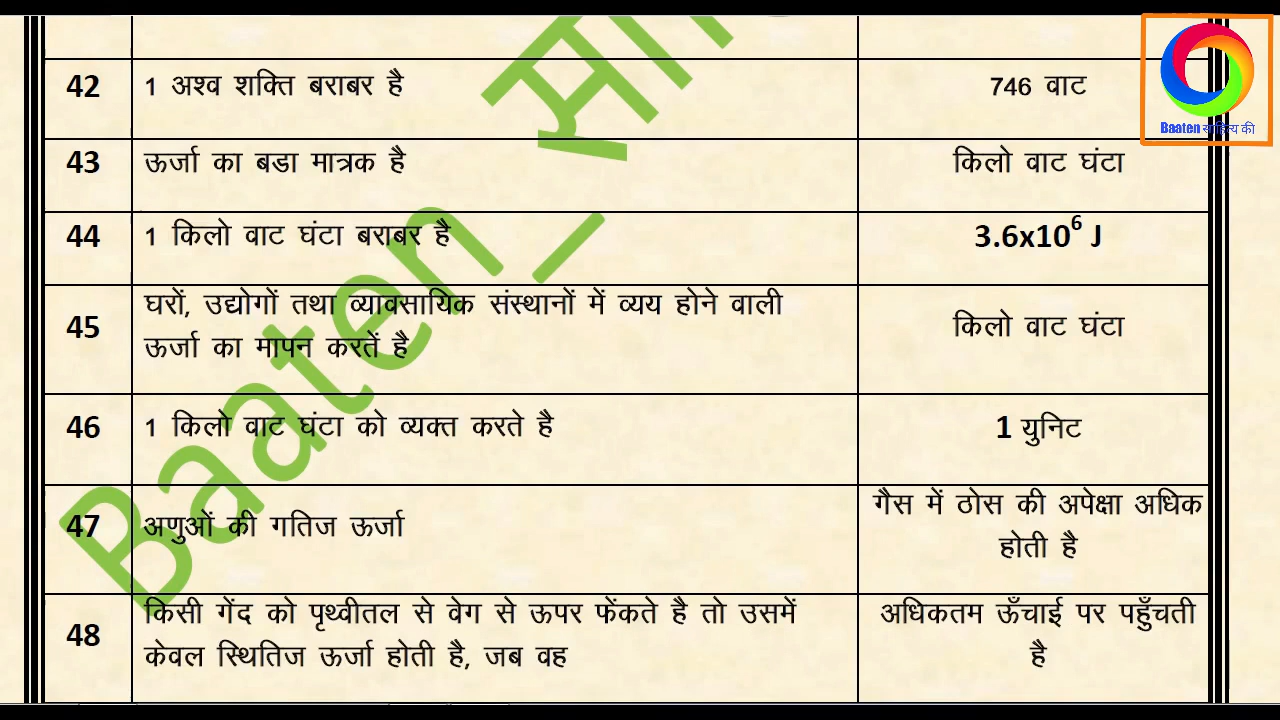 42 1 अश्व शक्ति बराबर है 746 वाट
Baaten साहित्य की
43 ऊर्जा का बडा मात्रक है किलो वाट घंटा
44 1 किलो वाट घंटा बराबर है 3.6x10⁶ J
घरों, उद्योगों तथा व्यावसायिक संस्थानों में व्यय होने वाली
45 किलो वाट घंटा
ऊर्जा का मापन करतें है
46 1 किलो वाट घंटा को व्यक्त करते है 1 युनिट
गैस में ठोस की अपेक्षा अधिक
47 अणुओं की गतिज ऊर्जा
होती है
किसी गेंद को पृथ्वीतल से वेग से ऊपर फेंकते है तो उसमें अधिकतम ऊँचाई पर पहुँचती
48
केवल स्थितिज ऊर्जा होती है, जब वह है
Baaten_